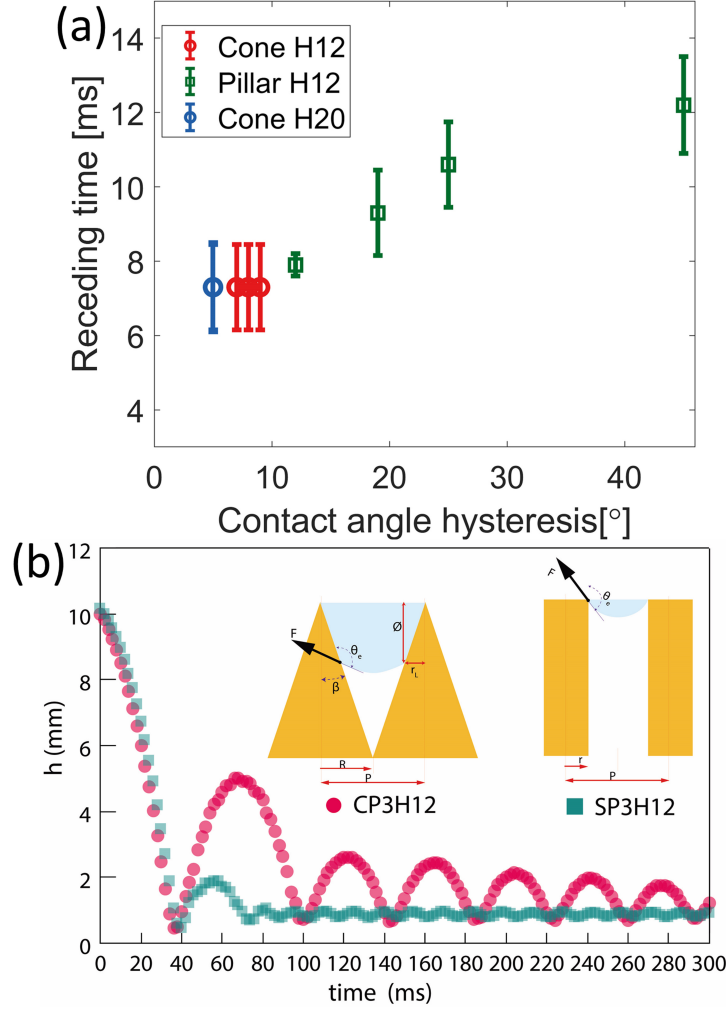 (a)
14
12
10
8
6
4
Receding time [ms]
Cone H12
Pillar H12
Cone H20
0
10
20
30
40
Contact angle hysteresis[°]
(b)
12
10
8
6
4
2
0
h (mm)
F
θe
Ø
β
rL
R
P
F
θe
r
P
CP3H12
SP3H12
0 20 40 60 80 100 120 140 160 180 200 220 240 260 280 300
time (ms)